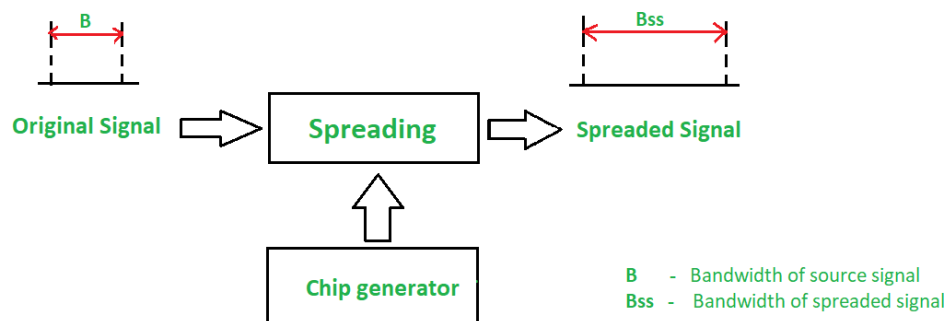 B
Bss
Original Signal
Spreading
Spreaded Signal
Chip generator
B - Bandwidth of source signal
Bss - Bandwidth of spreaded signal